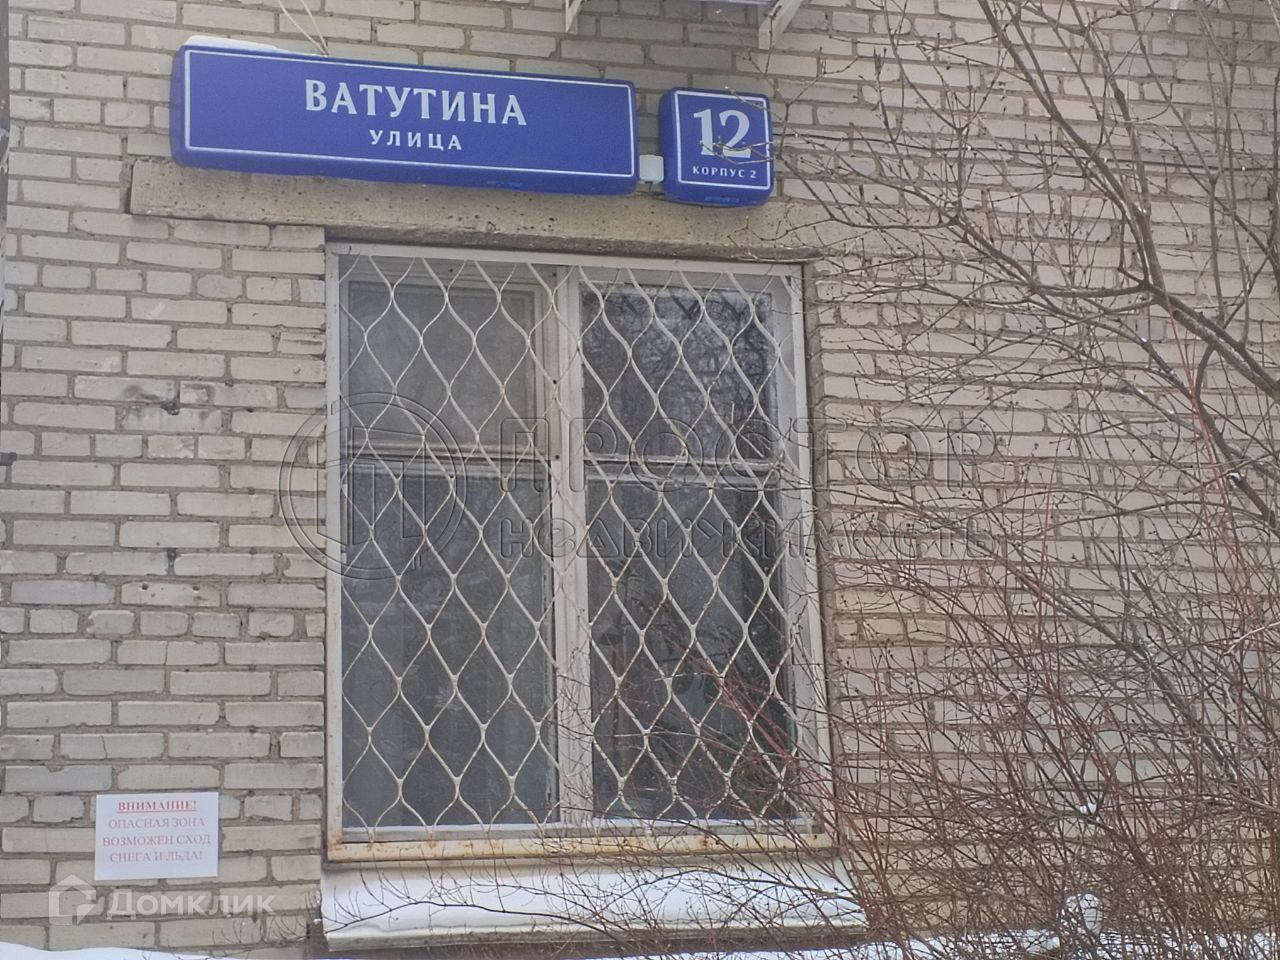 ВАТУТИНА
УЛИЦА
12
КОРПУС 2
ПРОСТОР
НЕДВИЖИМОСТЬ
ВНИМАНИЕ!
ОПАСНАЯ ЗОНА
ВОЗМОЖЕН СХОД
СНЕГА И ЛЬДА!
Домклик